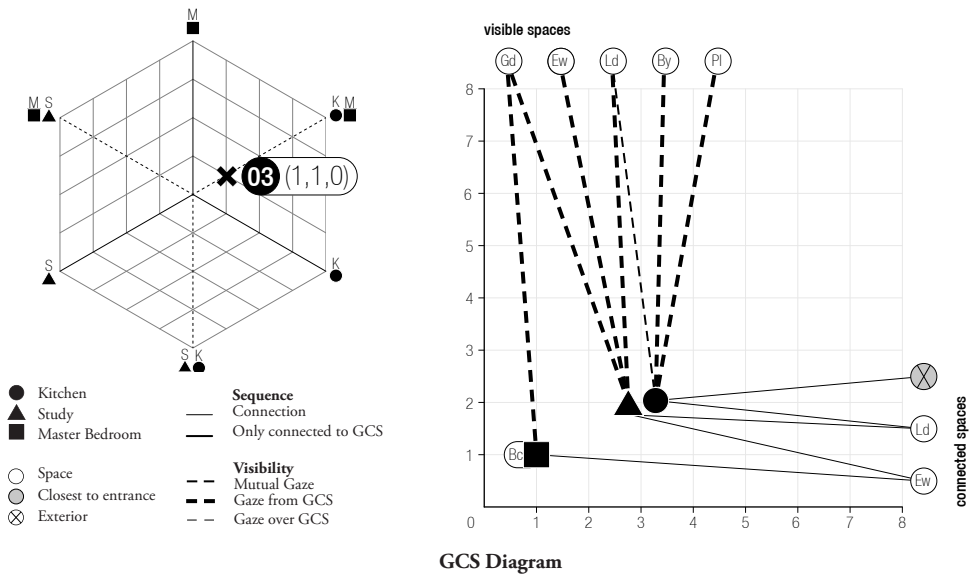 M
M S
K M
03 (1,1,0)
S
K
S K
Kitchen
Study
Master Bedroom
Space
Closest to entrance
Exterior
Sequence
Connection
Only connected to GCS
Visibility
Mutual Gaze
Gaze from GCS
Gaze over GCS
visible spaces
Gd Ew Ld By Pl
8
7
6
5
4
3
2
1
Bc
Ld
Ew
0 1 2 3 4 5 6 7 8
connected spaces
GCS Diagram